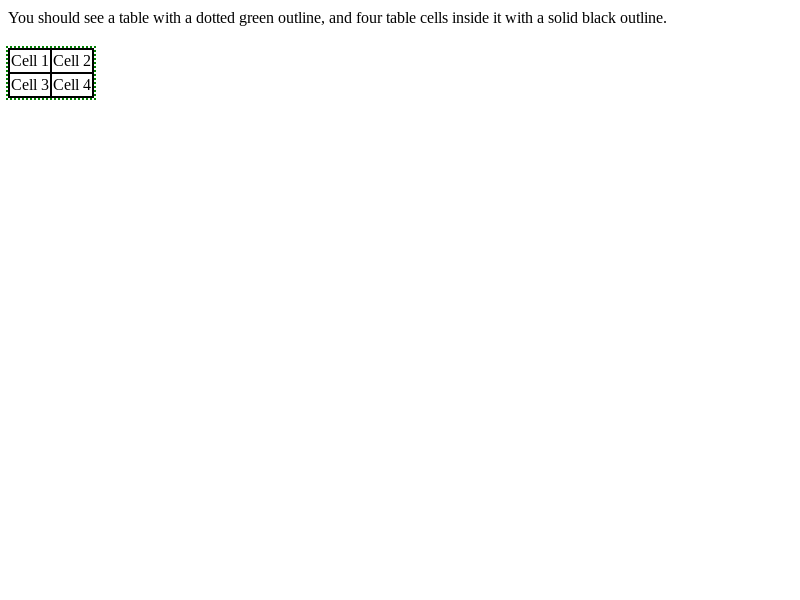 You should see a table with a dotted green outline, and four table cells inside it with a solid black outline.
Cell 1 Cell 2
Cell 3 Cell 4